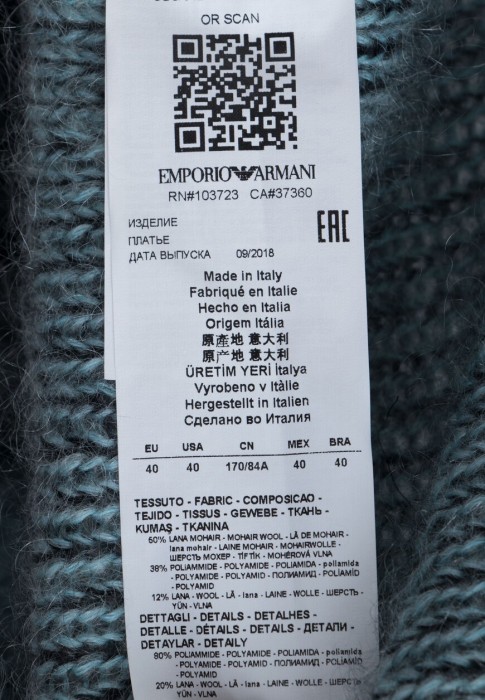 OR SCAN
EMPORIO ARMANI
RN#103723 CA#37360
ИЗДЕЛИЕ
ПЛАТЬЕ
ДАТА ВЫПУСКА 09/2018
EAC
Made in Italy
Fabriqué en Italie
Hecho en Italia
Origem Itália
原產地 意大利
原产地 意大利
ÜRETİM YERİ İtalya
Vyrobeno v Itàlie
Hergestellt in Italien
Сделано во Италия
EU USA CN MEX BRA
40 40 170/84A 40 40
TESSUTO - FABRIC - COMPOSICAO -
TEJIDO - TISSUS - GEWEBE - ТКАНЬ -
KUMAŞ - TKANINA
50% LANA MOHAIR - MOHAIR WOOL - LÃ DE MOHAIR -
lana mohair - LAINE MOHAIR - MOHAIRWOLLE -
ШЕРСТЬ МОХЕР - TİFTİK - MOHÉROVÁ VLNA
38% POLIAMMIDE - POLYAMIDE - POLIAMIDA - poliamida
- POLYAMIDE - POLYAMID - ПОЛИАМИД - POLİAMİD
- POLYAMID
12% LANA - WOOL - LÃ - lana - LAINE - WOLLE - ШЕРСТЬ -
YÜN - VLNA
DETTAGLI - DETAILS - DETALHES -
DETALLE - DÉTAILS - DETAILS - ДЕТАЛИ -
DETAYLAR - DETAILY
80% POLIAMMIDE - POLYAMIDE - POLIAMIDA - poliamida
- POLYAMIDE - POLYAMID - ПОЛИАМИД - POLİAMİD
- POLYAMID
20% LANA - WOOL - LÃ - lana - LAINE - WOLLE - ШЕРСТЬ -
YÜN - VLNA